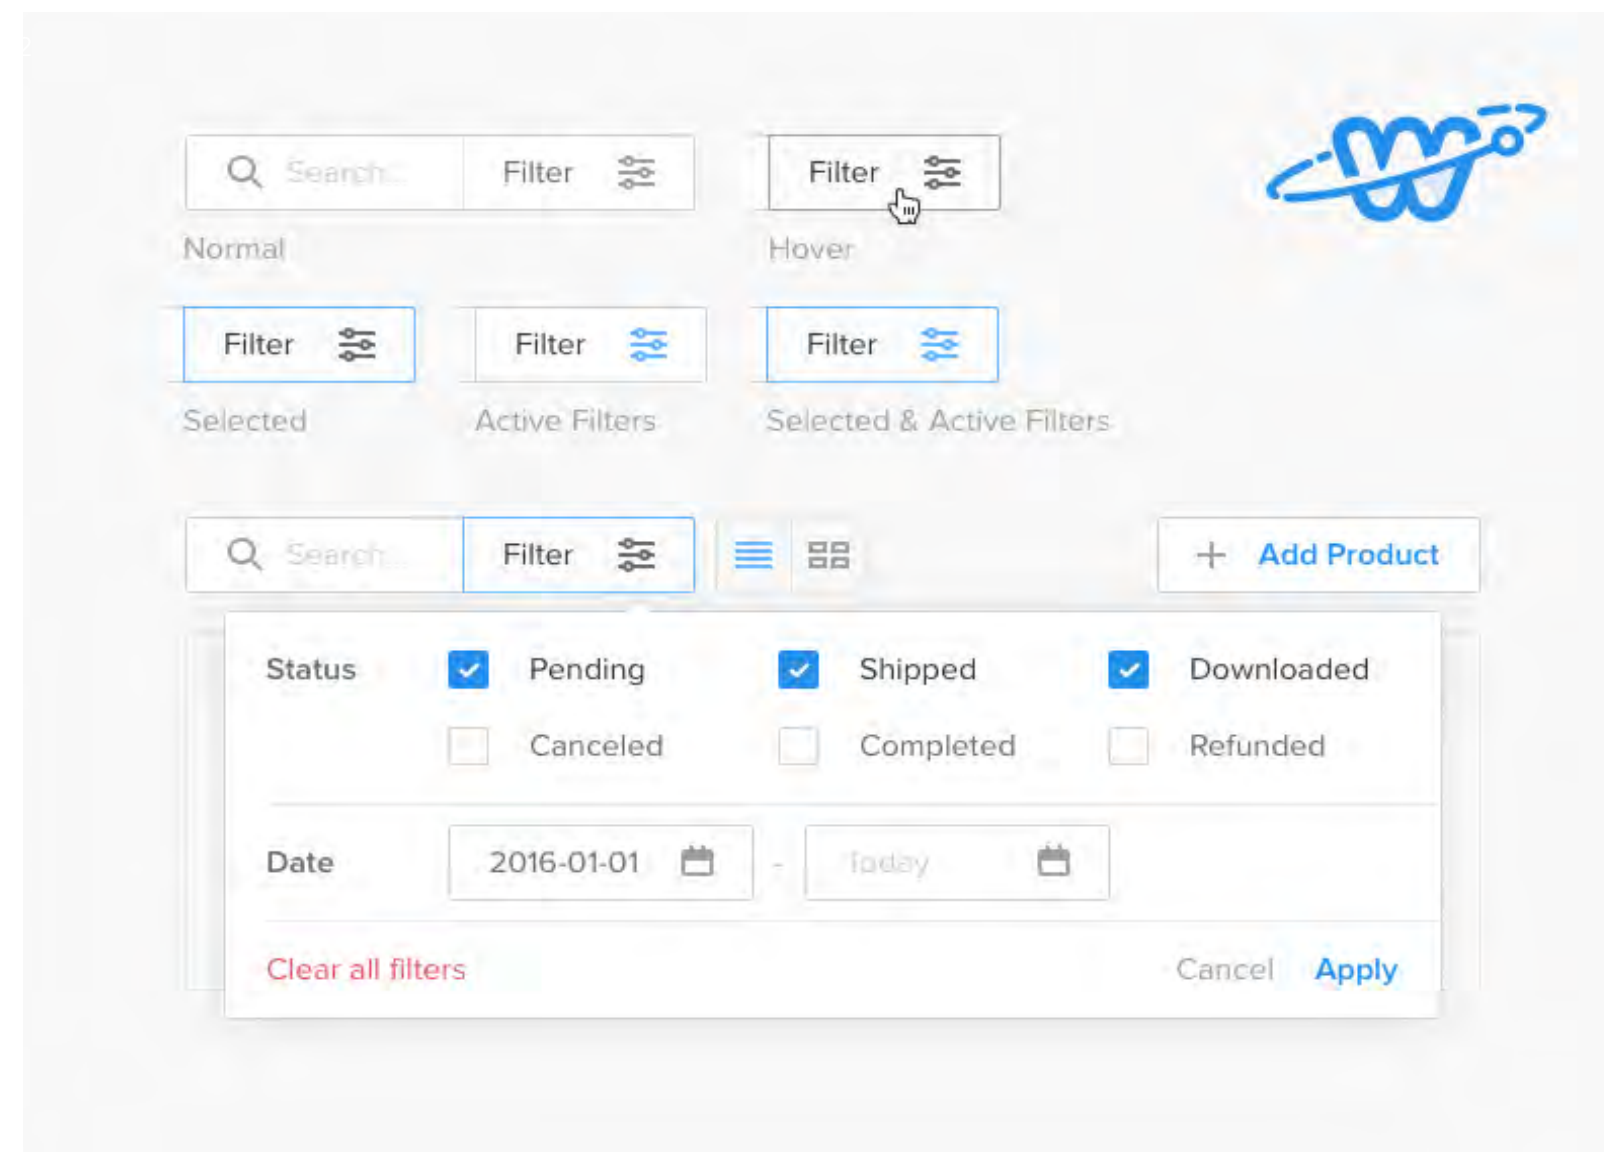 Search... Filter Filter
Normal Hover
Filter Filter Filter
Selected Active Filters Selected & Active Filters
Search... Filter + Add Product
Status Pending Shipped Downloaded
Canceled Completed Refunded
Date 2016-01-01 - Today
Clear all filters Cancel Apply